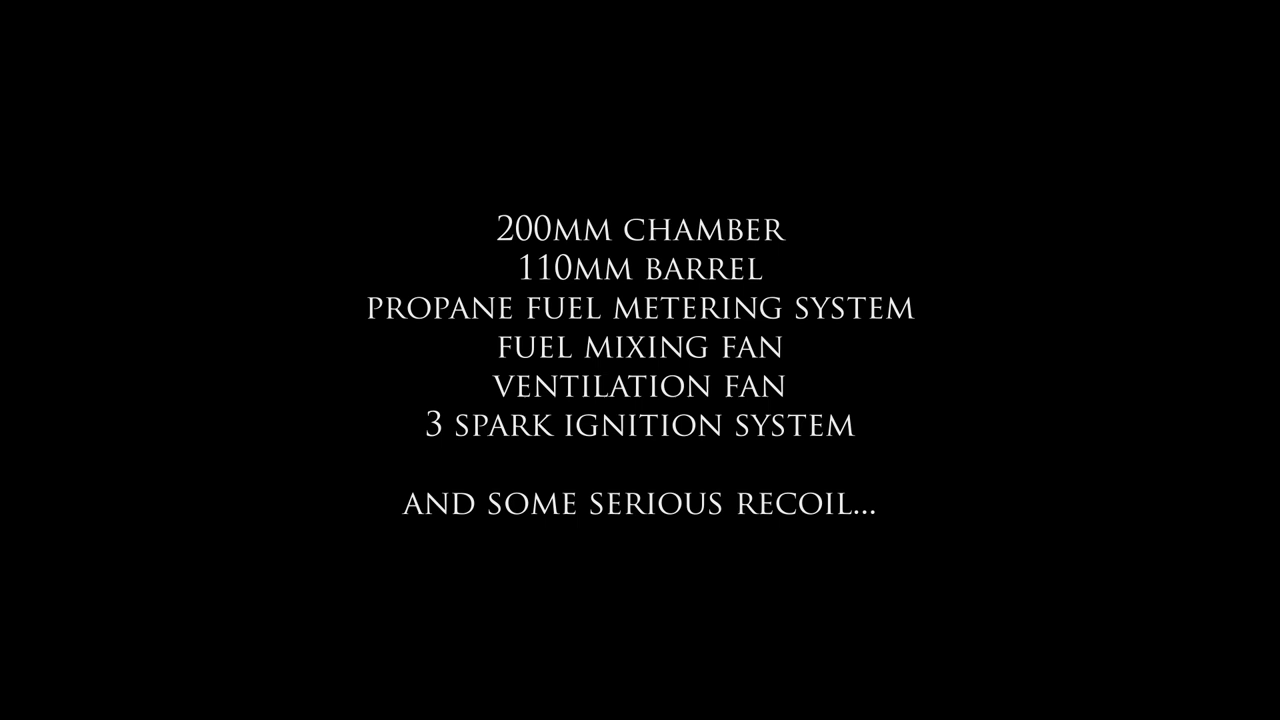 200MM CHAMBER
110MM BARREL
PROPANE FUEL METERING SYSTEM
FUEL MIXING FAN
VENTILATION FAN
3 SPARK IGNITION SYSTEM
AND SOME SERIOUS RECOIL...